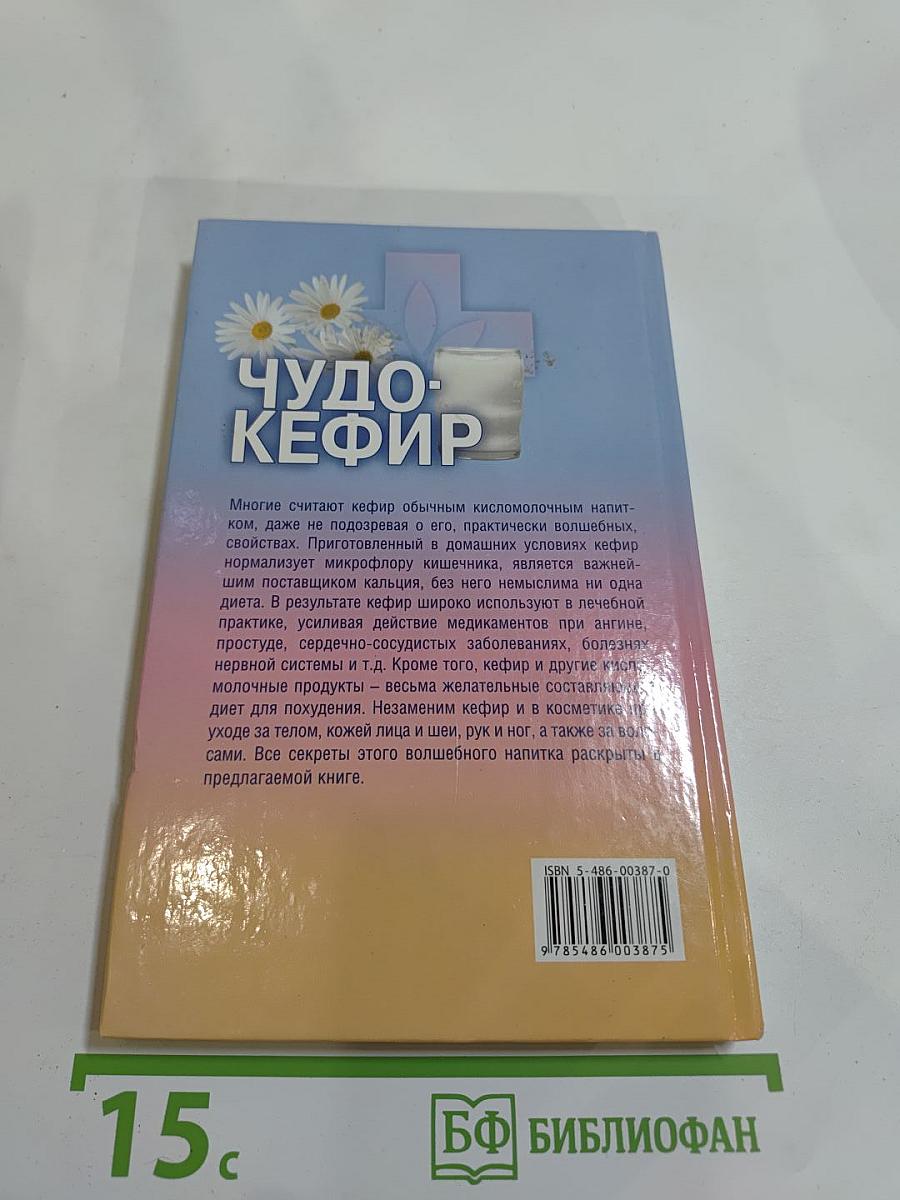 ЧУДО-
КЕФИР
Многие считают кефир обычным кисломолочным напит-
ком, даже не подозревая о его, практически волшебных,
свойствах. Приготовленный в домашних условиях кефир
нормализует микрофлору кишечника, является важней-
шим поставщиком кальция, без него немыслима ни одна
диета. В результате кефир широко используют в лечебной
практике, усиливая действие медикаментов при ангине,
простуде, сердечно-сосудистых заболеваниях, болезнях
нервной системы и т.д. Кроме того, кефир и другие
молочные продукты – весьма желательные
диет для похудения. Незаменим кефир и в косметике
уходе за телом, кожей лица и шеи, рук и ног, а также за воло-
сами. Все секреты этого волшебного напитка раскрыты в
предлагаемой книге.
ISBN 5-486-00387-0
9 785486 003875
15 с
БФ БИБЛИОФАН